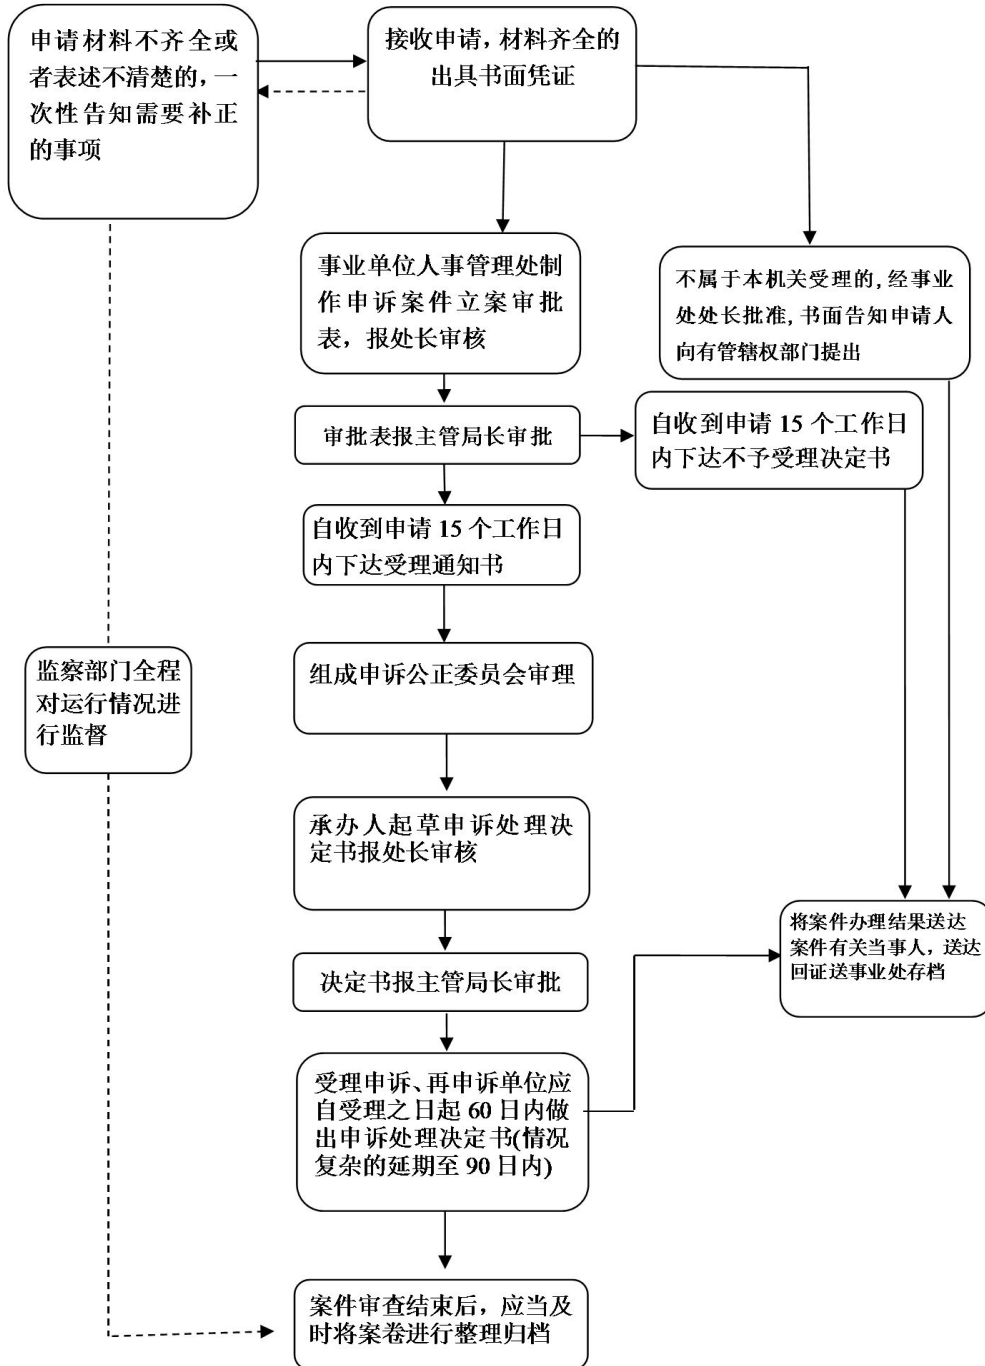 申请材料不齐全或
者表述不清楚的，一
次性告知需要补正
的事项
接收申请，材料齐全的
出具书面凭证
事业单位人事管理处制
作申诉案件立案审批
表，报处长审核
不属于本机关受理的，经事业
处处长批准，书面告知申请人
向有管辖权部门提出
审批表报主管局长审批
自收到申请 15 个工作日
内下达不予受理决定书
自收到申请 15 个工作日
内下达受理通知书
监察部门全程
对运行情况进
行监督
组成申诉公正委员会审理
承办人起草申诉处理决
定书报处长审核
将案件办理结果送达
案件有关当事人，送达
回证送事业处存档
决定书报主管局长审批
受理申诉、再申诉单位应
自受理之日起 60 日内做
出申诉处理决定书(情况
复杂的延期至 90 日内)
案件审查结束后，应当及
时将案卷进行整理归档